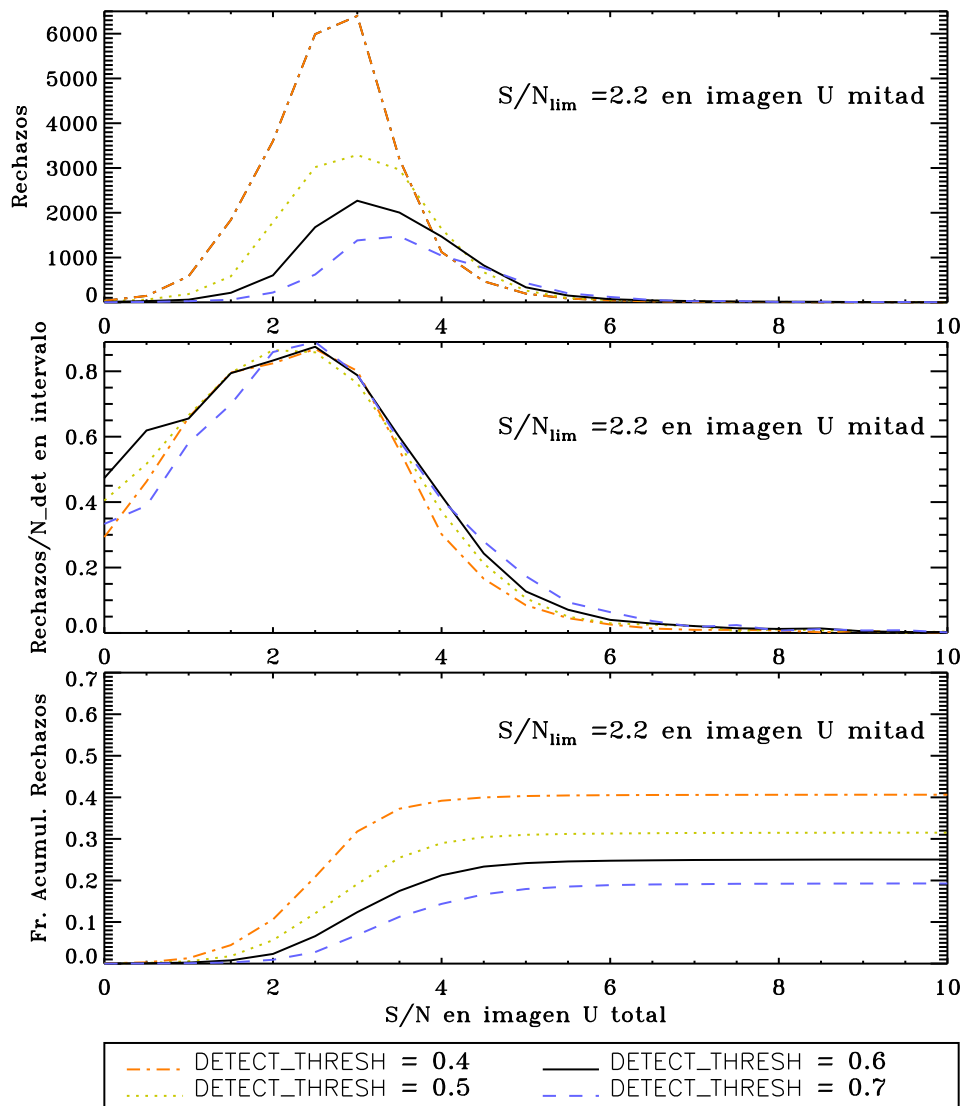 6000
5000
4000
3000
2000
1000
0
Rechazos
S/Nlim =2.2 en imagen U mitad
0 2 4 6 8 10
0.8
0.6
0.4
0.2
0.0
Rechazos/N_det en intervalo
S/Nlim =2.2 en imagen U mitad
0 2 4 6 8 10
0.7
0.6
0.5
0.4
0.3
0.2
0.1
0.0
Fr. Acumul. Rechazos
S/Nlim =2.2 en imagen U mitad
0 2 4 6 8 10
S/N en imagen U total
DETECT_THRESH = 0.4
DETECT_THRESH = 0.6
DETECT_THRESH = 0.5
DETECT_THRESH = 0.7